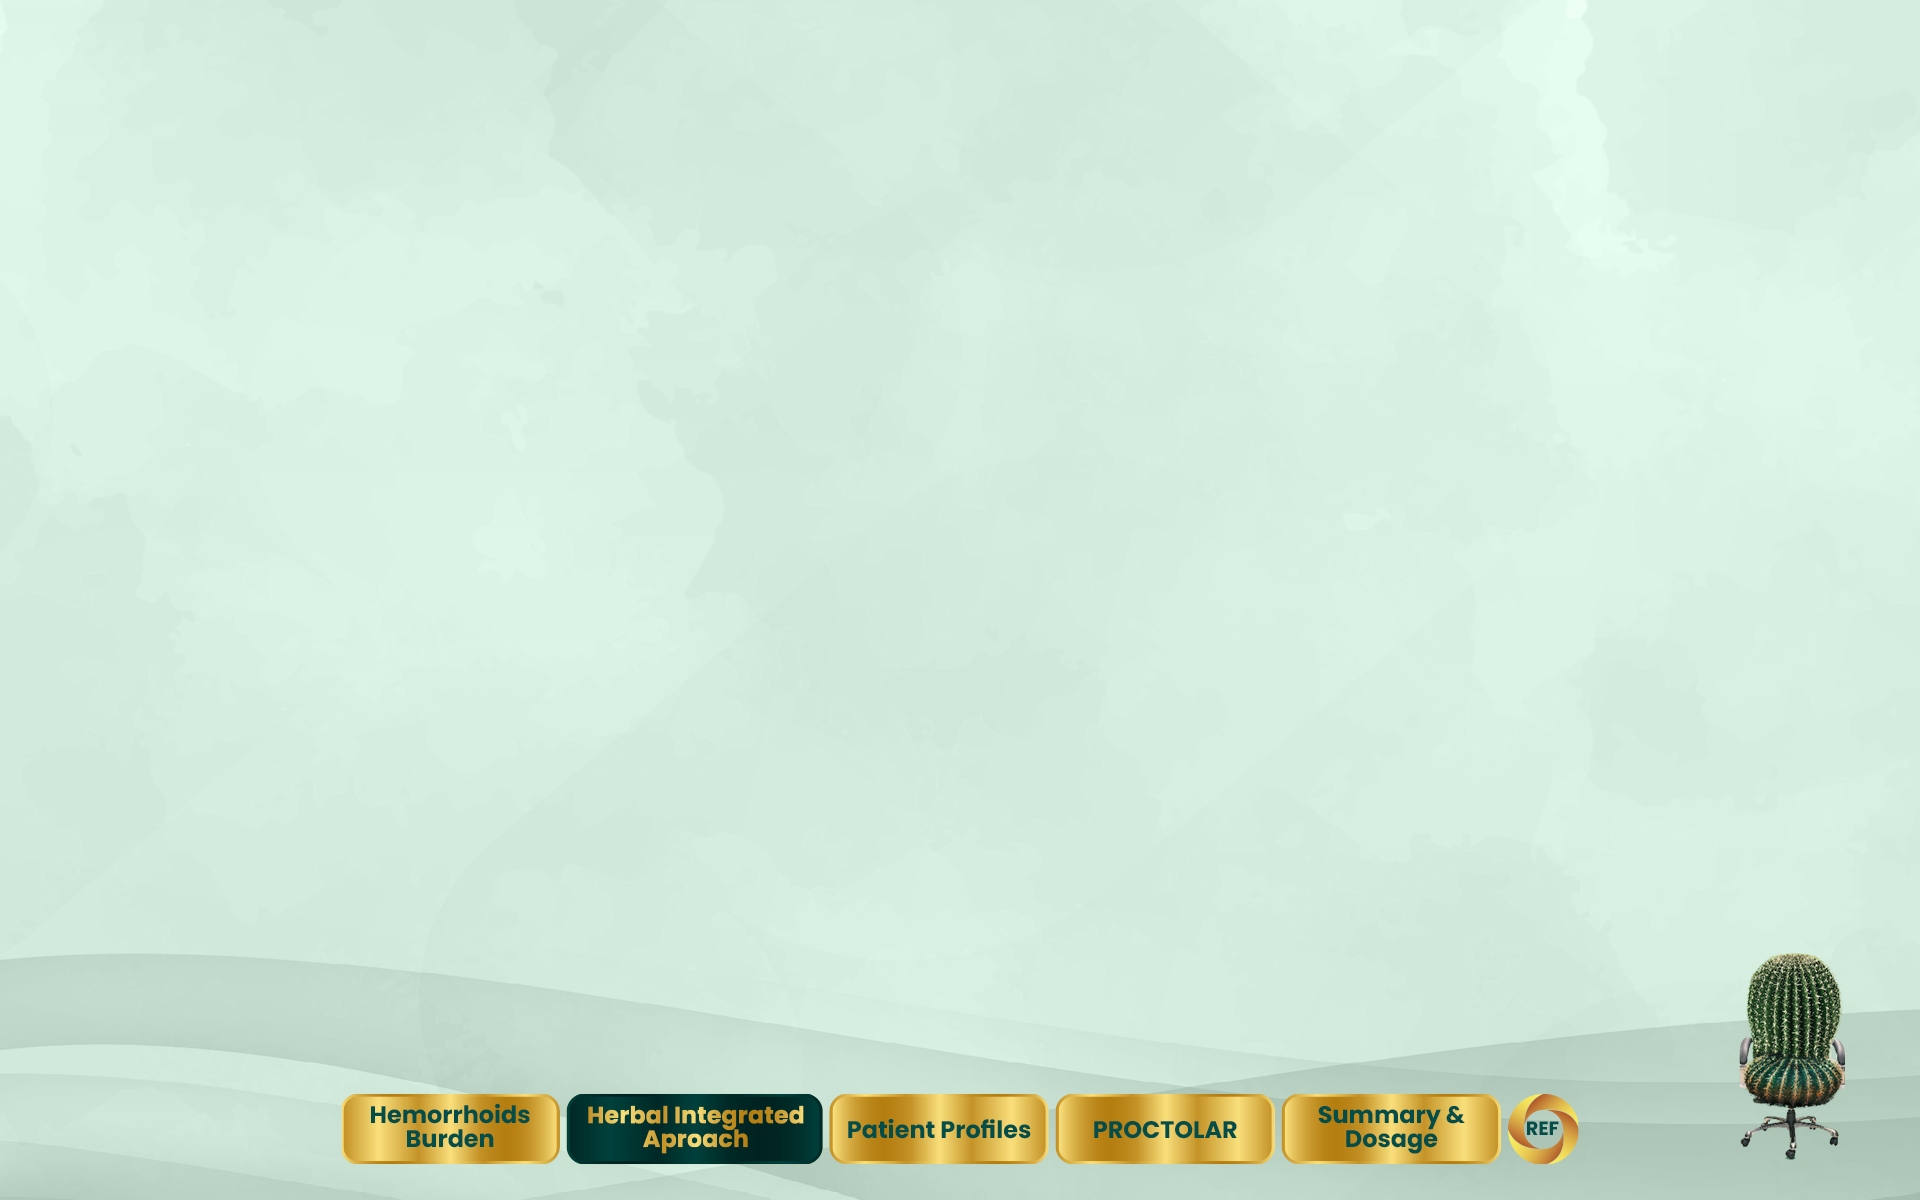 Hemorrhoids
Burden
Herbal Integrated
Aproach
Patient Profiles
PROCTOLAR
Summary &
Dosage
REF